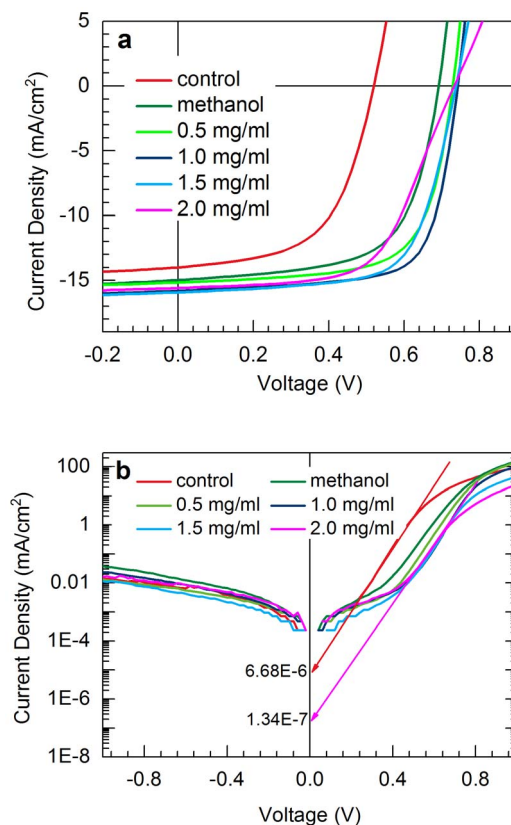 a
5
0
-5
-10
-15
Current Density (mA/cm²)
control
methanol
0.5 mg/ml
1.0 mg/ml
1.5 mg/ml
2.0 mg/ml
-0.2 0.0 0.2 0.4 0.6 0.8
Voltage (V)
b
100
1
0.01
1E-4
1E-6
1E-8
Current Density (mA/cm²)
control methanol
0.5 mg/ml 1.0 mg/ml
1.5 mg/ml 2.0 mg/ml
6.68E-6
1.34E-7
-0.8 -0.4 0.0 0.4 0.8
Voltage (V)